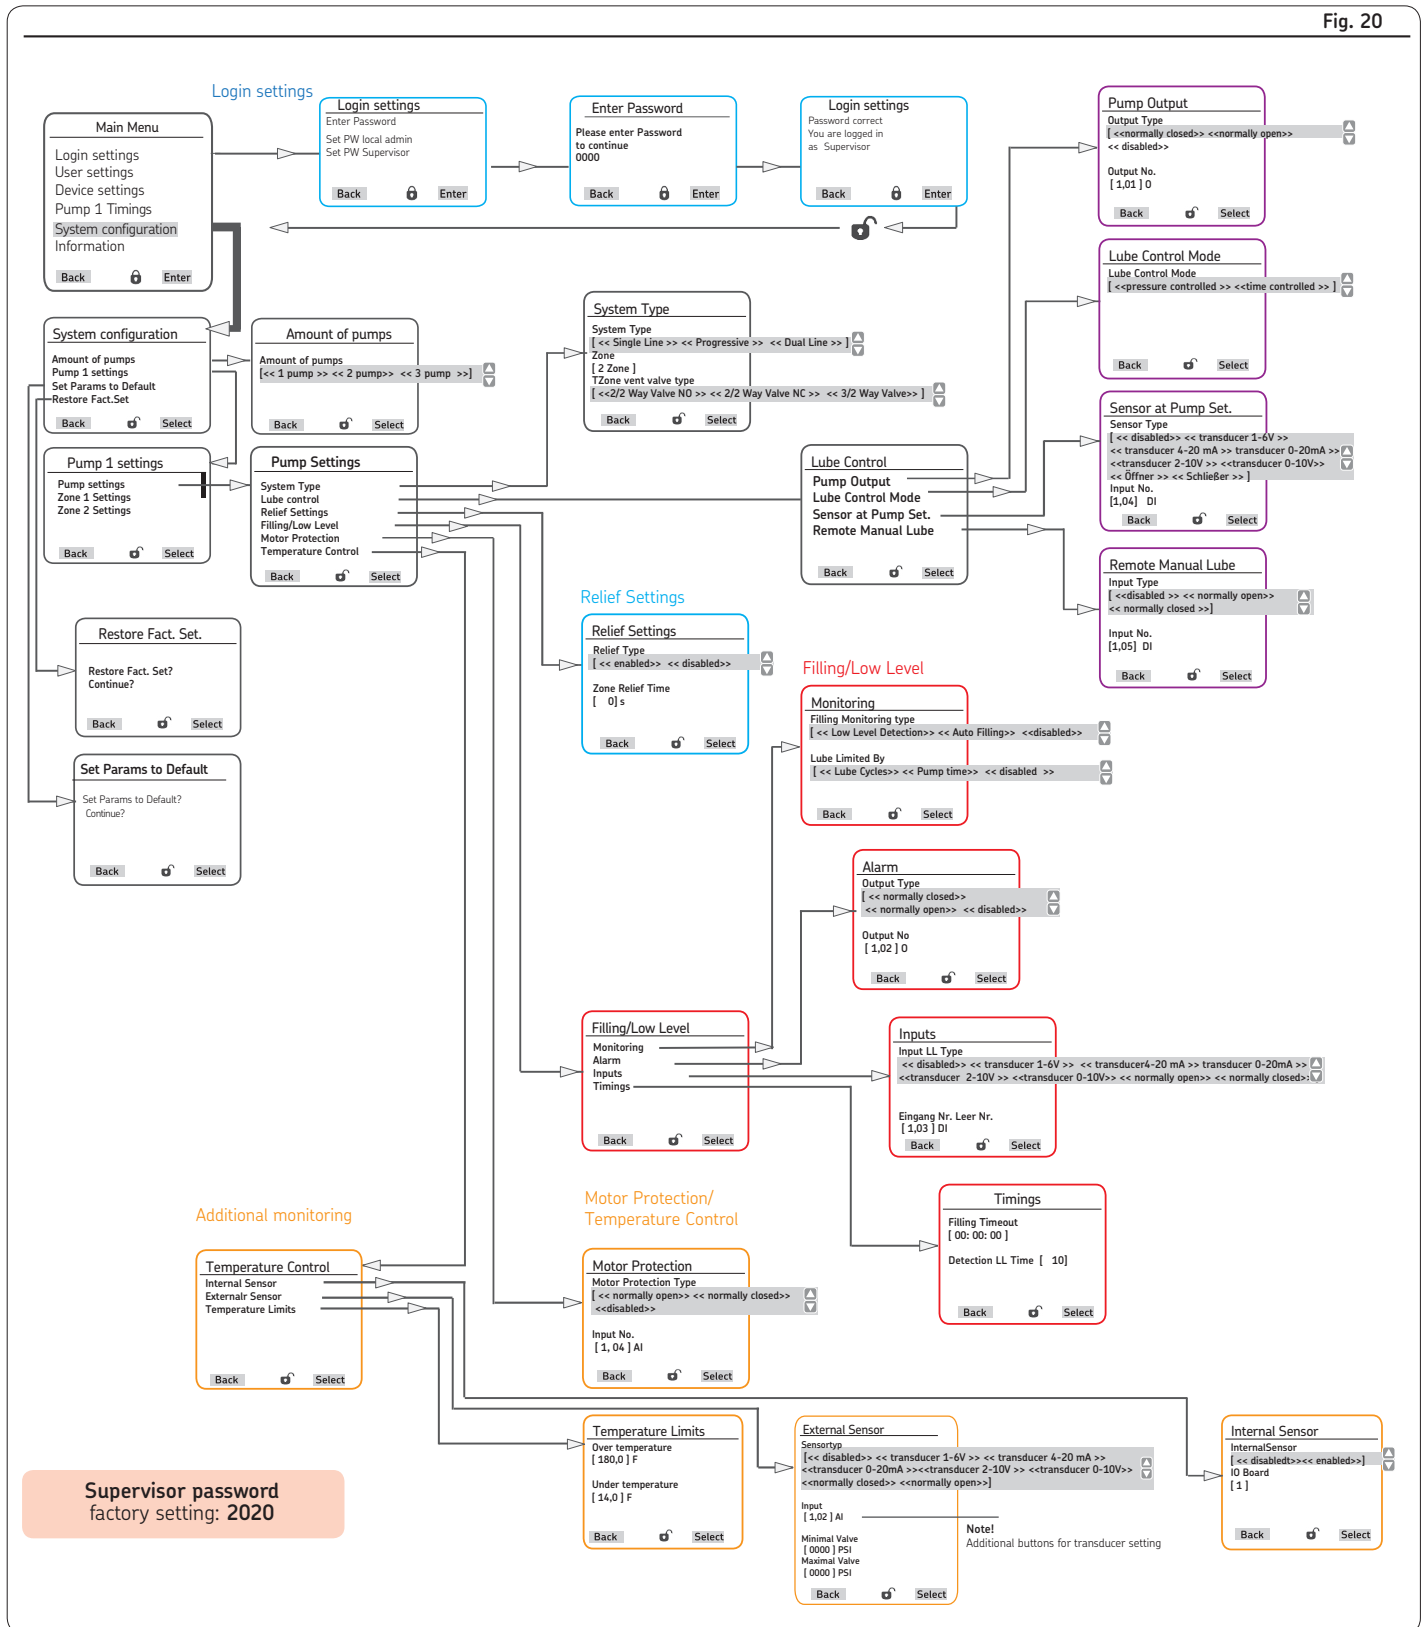 Fig. 20
Login settings
Main Menu
Login settings
User settings
Device settings
Pump 1 Timings
System configuration
Information
Back Enter
Login settings
Enter Password
Set PW local admin
Set PW Supervisor
Back Enter
Enter Password
Please enter Password
to continue
0000
Back Enter
Login settings
Password correct
You are logged in
as Supervisor
Back Enter
Pump Output
Output Type
[ <<normally closed>> <<normally open>>
<< disabled>>
Output No.
[ 1,01 ] O
Back Select
Lube Control Mode
Lube Control Mode
[ <<pressure controlled >> <<time controlled >> ]
Back Select
System configuration
Amount of pumps
Pump 1 settings
Set Params to Default
Restore Fact.Set
Back Select
Amount of pumps
Amount of pumps
[<< 1 pump >> << 2 pump>> << 3 pump >>]
Back Select
System Type
System Type
[ << Single Line >> << Progressive >> << Dual Line >> ]
Zone
[ 2 Zone ]
TZone vent valve type
[ <<2/2 Way Valve NO >> << 2/2 Way Valve NC >> << 3/2 Way Valve>> ]
Back Select
Sensor at Pump Set.
Sensor Type
[ << disabled>> << transducer 1-6V >>
<< transducer 4-20 mA >> transducer 0-20mA >>
<<transducer 2-10V >> <<transducer 0-10V>>
<< Öffner >> << Schließer >> ]
Input No.
[1,04] DI
Back Select
Pump 1 settings
Pump settings
Zone 1 Settings
Zone 2 Settings
Back Select
Pump Settings
System Type
Lube control
Relief Settings
Filling/Low Level
Motor Protection
Temperature Control
Back Select
Lube Control
Pump Output
Lube Control Mode
Sensor at Pump Set.
Remote Manual Lube
Back Select
Remote Manual Lube
Input Type
[ <<disabled >> << normally open>>
<< normally closed >>]
Input No.
[1,05] DI
Back Select
Restore Fact. Set.
Restore Fact. Set?
Continue?
Back Select
Relief Settings
Relief Settings
Relief Type
[ << enabled>> << disabled>>
Zone Relief Time
[ 0] s
Back Select
Filling/Low Level
Monitoring
Filling Monitoring type
[ << Low Level Detection>> << Auto Filling>> <<disabled>>
Lube Limited By
[ << Lube Cycles>> << Pump time>> << disabled >>
Back Select
Set Params to Default
Set Params to Default?
Continue?
Back Select
Alarm
Output Type
[ << normally closed>>
<< normally open>> << disabled>>
Output No
[ 1,02 ] O
Back Select
Filling/Low Level
Monitoring
Alarm
Inputs
Timings
Back Select
Inputs
Input LL Type
<< disabled>> << transducer 1-6V >> << transducer4-20 mA >> transducer 0-20mA >>
<<transducer 2-10V >> <<transducer 0-10V>> << normally open>> << normally closed>>
Eingang Nr. Leer Nr.
[ 1,03 ] DI
Back Select
Timings
Filling Timeout
[ 00: 00: 00 ]
Detection LL Time [ 10]
Back Select
Additional monitoring
Temperature Control
Internal Sensor
Externalr Sensor
Temperature Limits
Back Select
Motor Protection/
Temperature Control
Motor Protection
Motor Protection Type
[ << normally open>> << normally closed>>
<<disabled>>
Input No.
[ 1, 04 ] AI
Back Select
Temperature Limits
Over temperature
[ 180,0 ] F
Under temperature
[ 14,0 ] F
Back Select
External Sensor
Sensortyp
[<< disabled>> << transducer 1-6V >> << transducer 4-20 mA >>
<<transducer 0-20mA >><<transducer 2-10V >> <<transducer 0-10V>>
<<normally closed>> <<normally open>>]
Input
[ 1,02 ] AI
Minimal Valve
[ 0000 ] PSI
Maximal Valve
[ 0000 ] PSI
Back Select
Note!
Additional buttons for transducer setting
Internal Sensor
InternalSensor
[ << disabledt>><< enabled>>]
IO Board
[ 1 ]
Back Select
Supervisor password
factory setting: 2020